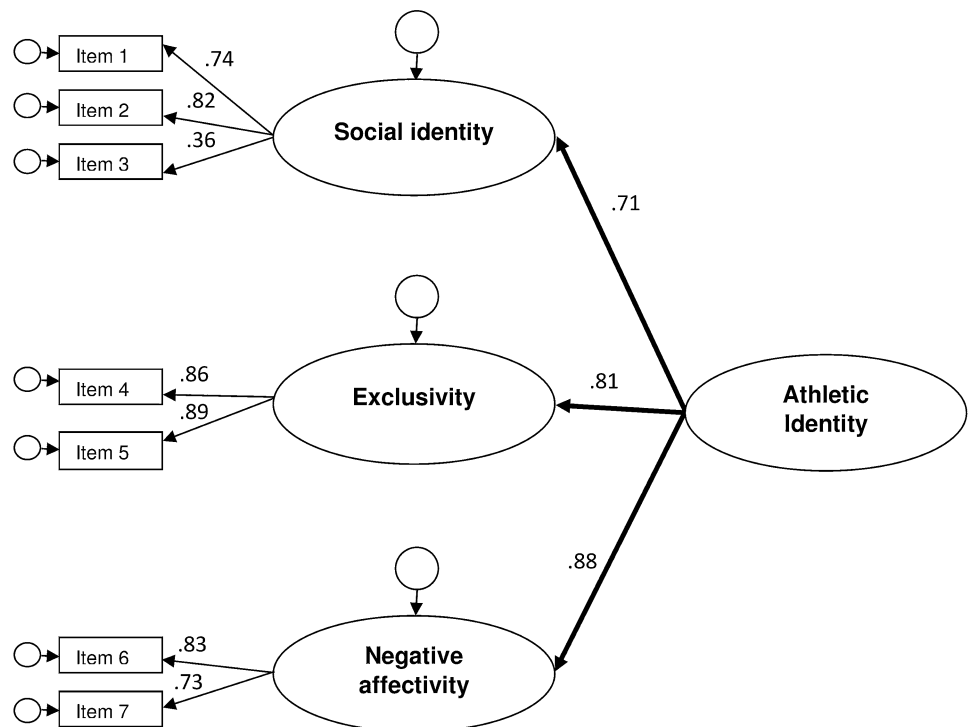 Item 1
.74
Item 2
.82
Item 3
.36
Social identity
.71
Item 4
.86
.89
Item 5
Exclusivity
.81
Athletic
Identity
.88
Item 6
.83
.73
Item 7
Negative
affectivity